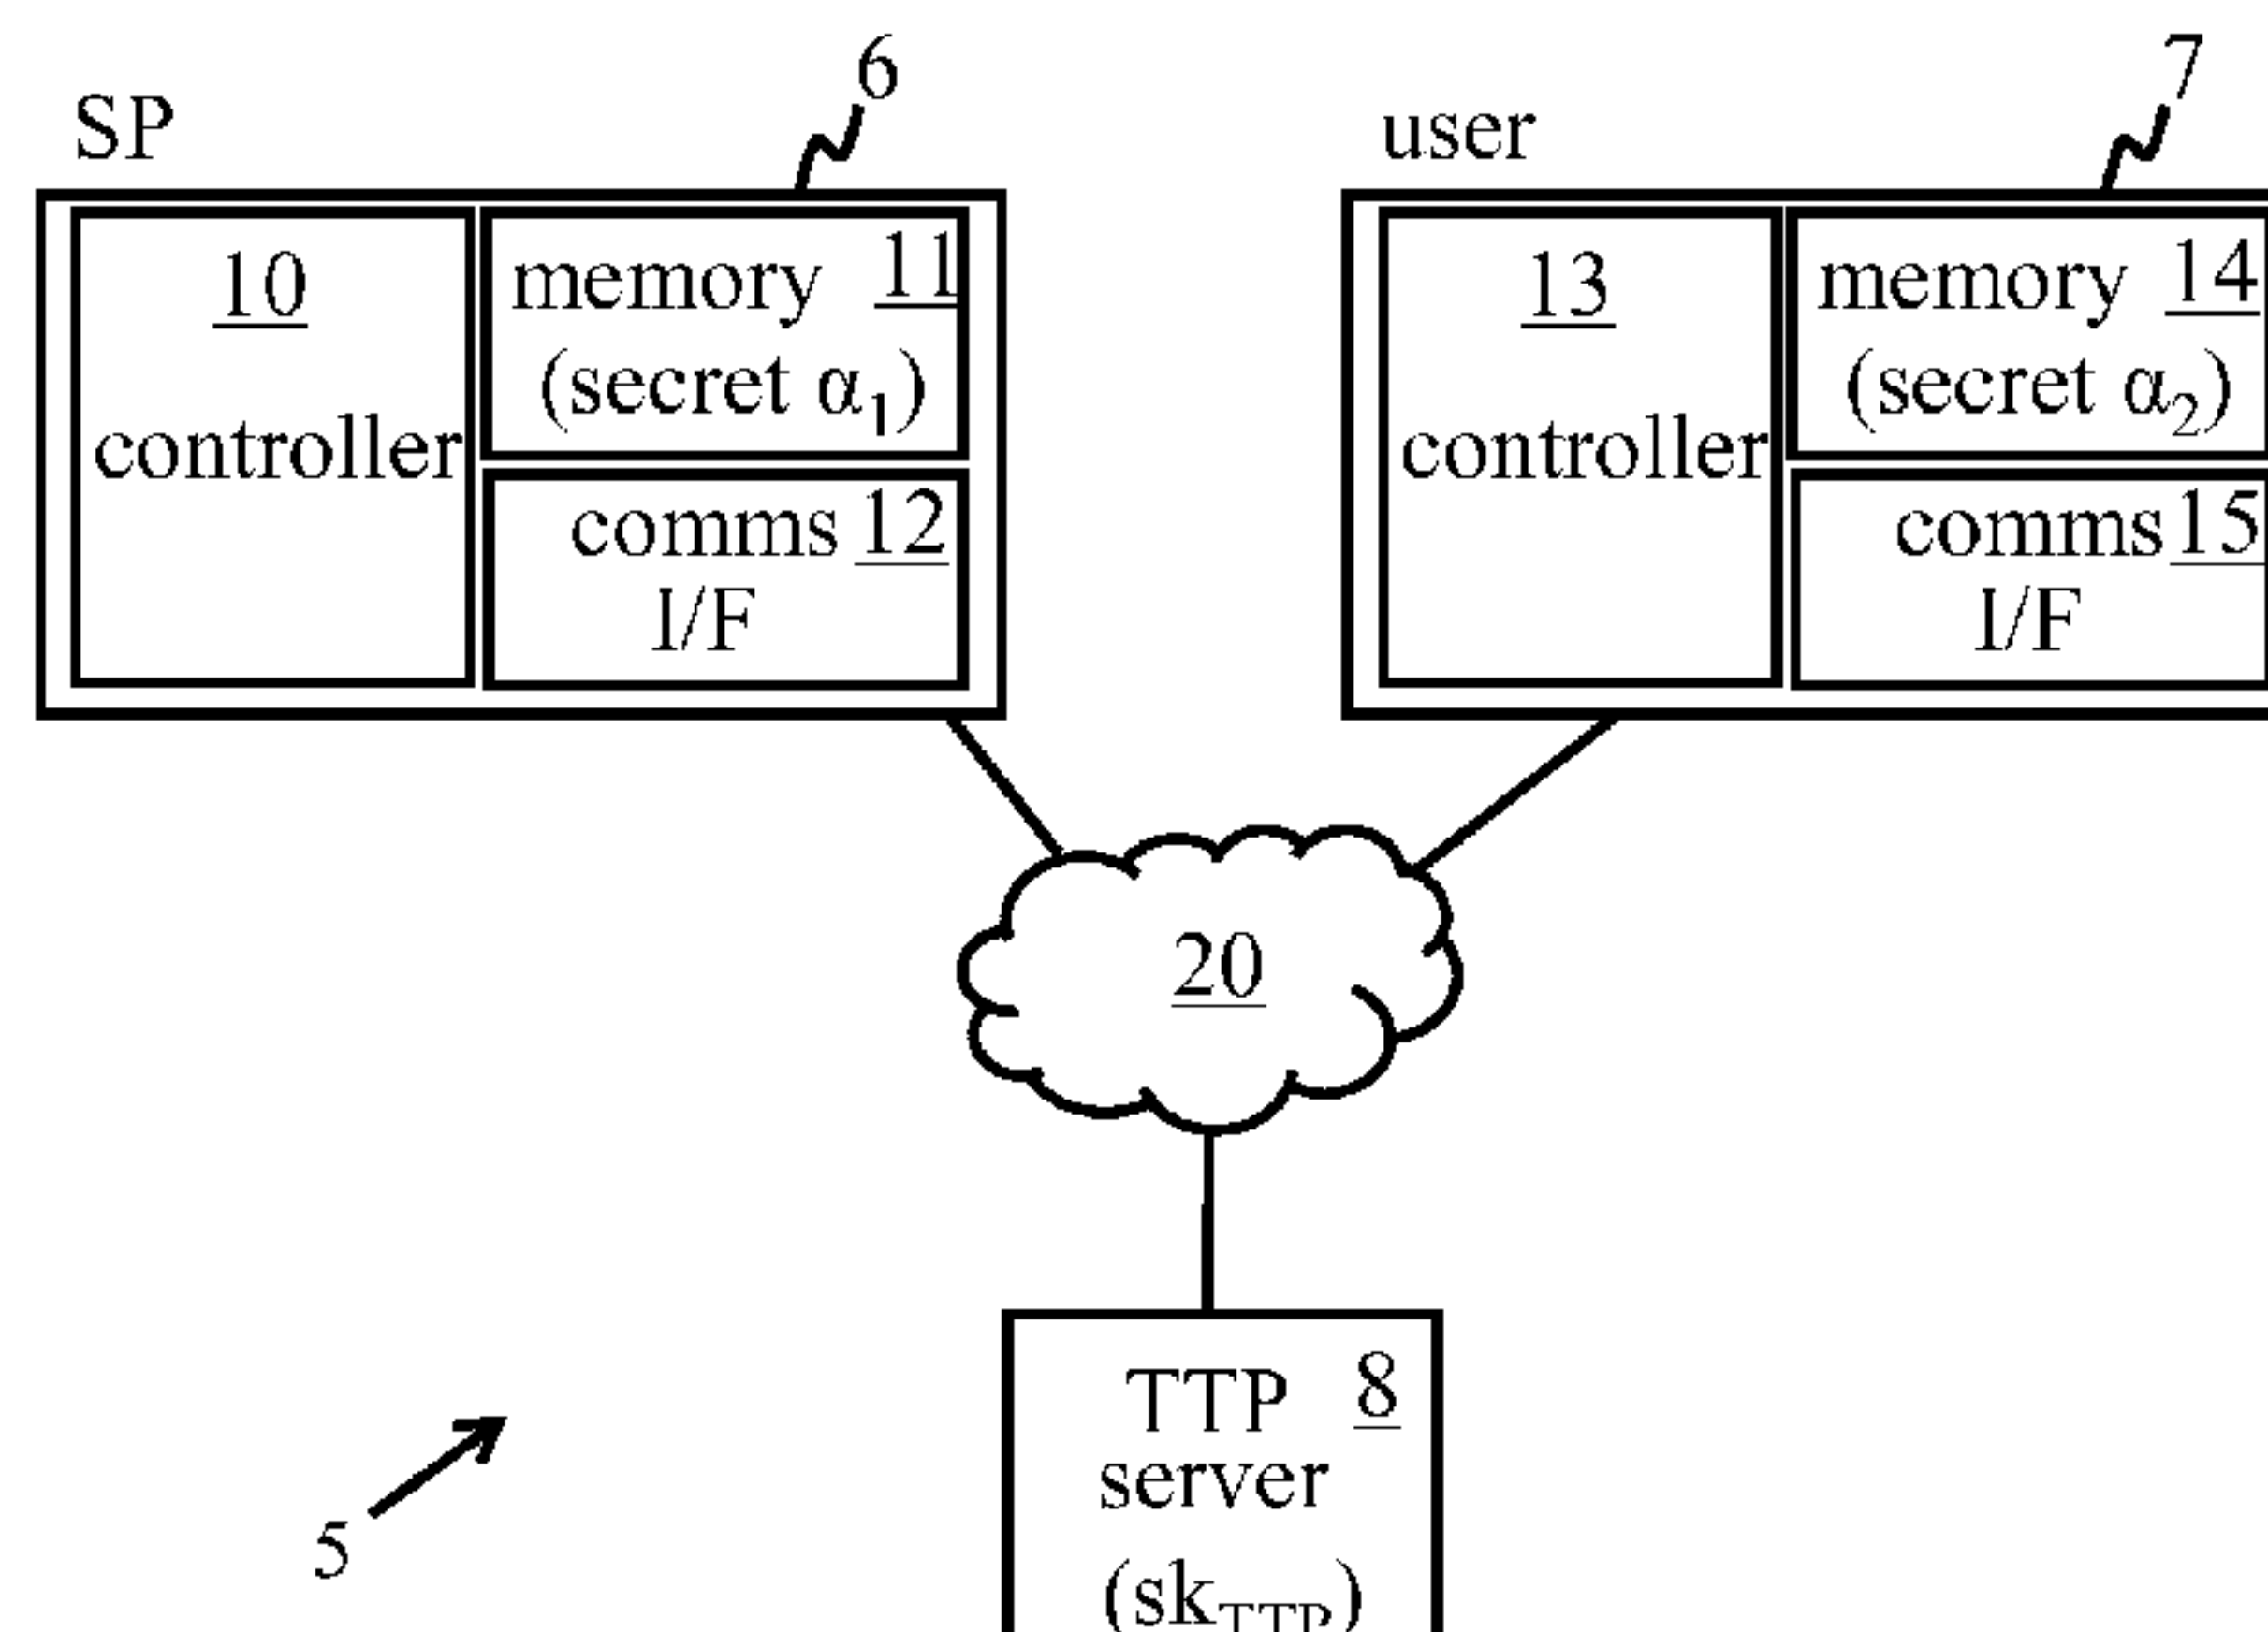 6
7
SP
user
10
controller
memory 11
(secret α₁)
comms 12
I/F
13
controller
memory 14
(secret α₂)
comms 15
I/F
20
TTP 8
server
(sk_TTP)
5